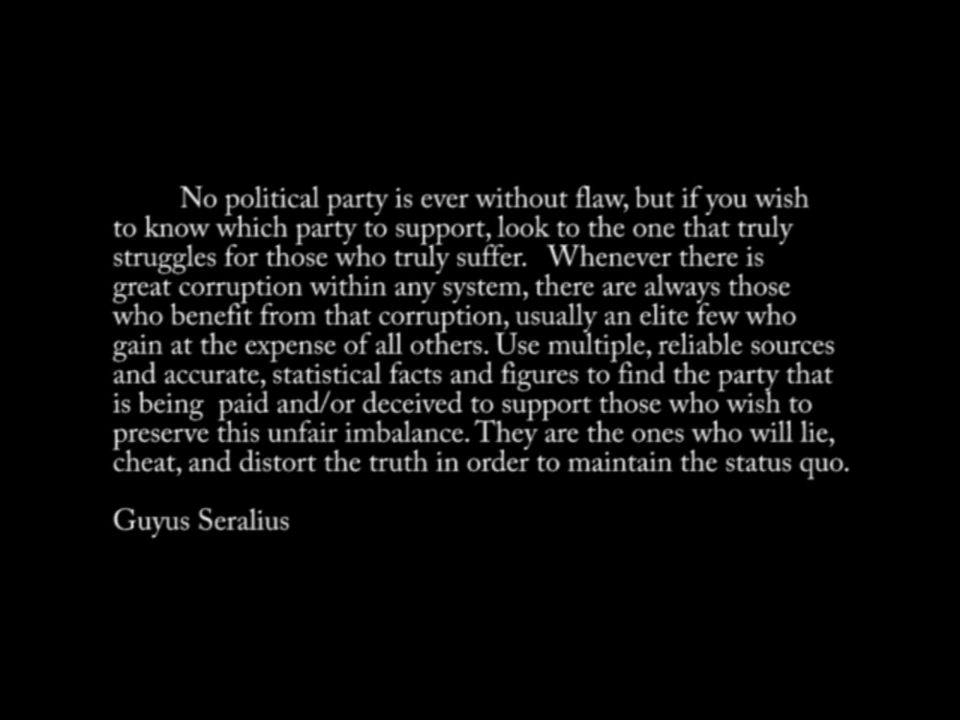 No political party is ever without flaw, but if you wish
to know which party to support, look to the one that truly
struggles for those who truly suffer. Whenever there is
great corruption within any system, there are always those
who benefit from that corruption, usually an elite few who
gain at the expense of all others. Use multiple, reliable sources
and accurate, statistical facts and figures to find the party that
is being paid and/or deceived to support those who wish to
preserve this unfair imbalance. They are the ones who will lie,
cheat, and distort the truth in order to maintain the status quo.
Guyus Seralius